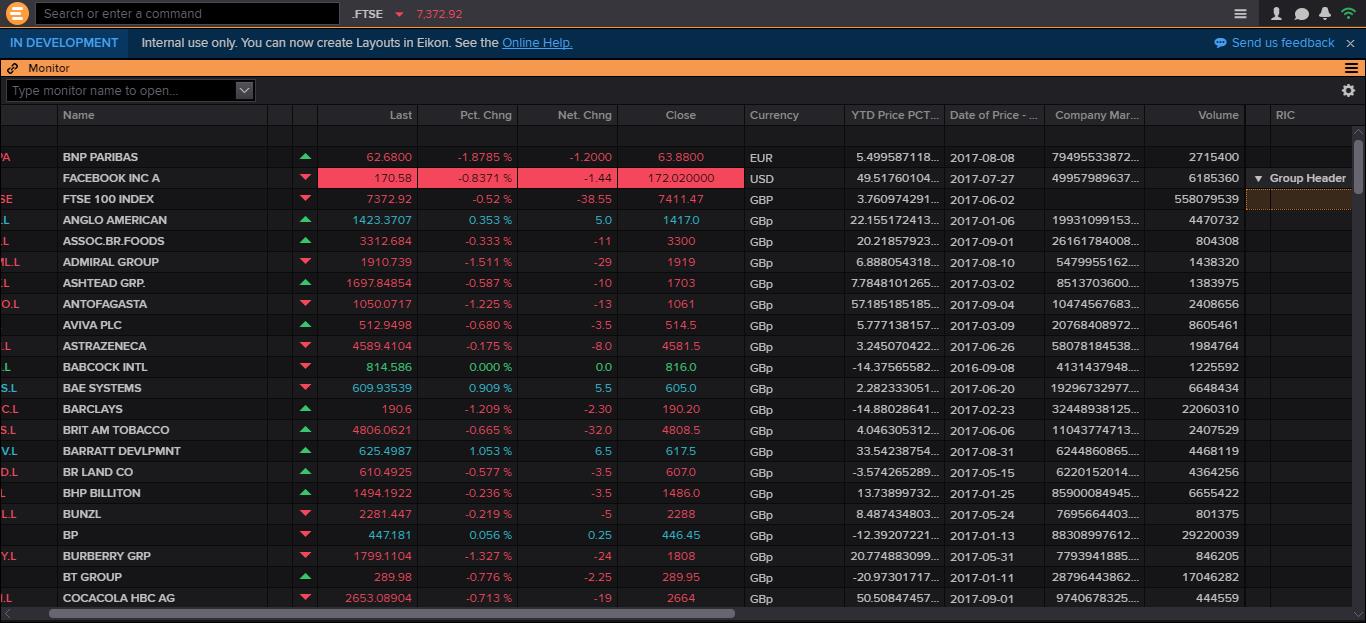 Search or enter a command .FTSE 7,372.92
IN DEVELOPMENT Internal use only. You can now create Layouts in Eikon. See the Online Help. Send us feedback
Monitor
Type monitor name to open...
Name Last Pct. Chng Net. Chng Close Currency YTD Price PCT... Date of Price - ... Company Mar... Volume RIC
PA BNP PARIBAS 62.6800 -1.8785 % -1.2000 63.8800 EUR 5.499587118... 2017-08-08 79495533872... 2715400
FACEBOOK INC A 170.58 -0.8371 % -1.44 172.020000 USD 49.51760104... 2017-07-27 49957989637... 6185360 Group Header
SE FTSE 100 INDEX 7372.92 -0.52 % -38.55 7411.47 GBP 3.760974291... 2017-06-02 558079539
.L ANGLO AMERICAN 1423.3707 0.353 % 5.0 1417.0 GBp 22.155172413... 2017-01-06 19931099153... 4470732
.L ASSOC.BR.FOODS 3312.684 -0.333 % -11 3300 GBp 20.21857923... 2017-09-01 26161784008... 804308
ML.L ADMIRAL GROUP 1910.739 -1.511 % -29 1919 GBp 6.888054318... 2017-08-10 5479955162.... 1438320
.L ASHTEAD GRP. 1697.84854 -0.587 % -10 1703 GBp 7.7848101265... 2017-03-02 8513703600.... 1383975
O.L ANTOFAGASTA 1050.0717 -1.225 % -13 1061 GBp 57.185185185... 2017-09-04 10474567683... 2408656
AVIVA PLC 512.9498 -0.680 % -3.5 514.5 GBp 5.777138157... 2017-03-09 20768408972... 8605461
.L ASTRAZENECA 4589.4104 -0.175 % -8.0 4581.5 GBp 3.245070422... 2017-06-26 58078184538... 1984764
.L BABCOCK INTL 814.586 0.000 % 0.0 816.0 GBp -14.37565582... 2016-09-08 4131437948.... 1225592
S.L BAE SYSTEMS 609.93539 0.909 % 5.5 605.0 GBp 2.282333051... 2017-06-20 19296732977... 6648434
C.L BARCLAYS 190.6 -1.209 % -2.30 190.20 GBp -14.88028641... 2017-02-23 32448938125... 22060310
S.L BRIT AM TOBACCO 4806.0621 -0.665 % -32.0 4808.5 GBp 4.046305312... 2017-06-06 11043774713... 2407529
V.L BARRATT DEVLPMNT 625.4987 1.053 % 6.5 617.5 GBp 33.54238754... 2017-08-31 6244860865.... 4468119
D.L BR LAND CO 610.4925 -0.577 % -3.5 607.0 GBp -3.574265289... 2017-05-15 6220152014.... 4364256
L BHP BILLITON 1494.1922 -0.236 % -3.5 1486.0 GBp 13.73899732... 2017-01-25 85900084945... 6655422
L.L BUNZL 2281.447 -0.219 % -5 2288 GBp 8.487434803... 2017-05-24 7695664403.... 801375
BP 447.181 0.056 % 0.25 446.45 GBp -12.39207221... 2017-01-13 88308997612... 29220039
Y.L BURBERRY GRP 1799.1104 -1.327 % -24 1808 GBp 20.774883099... 2017-05-31 7793941885.... 846205
BT GROUP 289.98 -0.776 % -2.25 289.95 GBp -20.97301717... 2017-01-11 28796443862... 17046282
I.L COCACOLA HBC AG 2653.08904 -0.713 % -19 2664 GBp 50.50847457... 2017-09-01 9740678325.... 444559